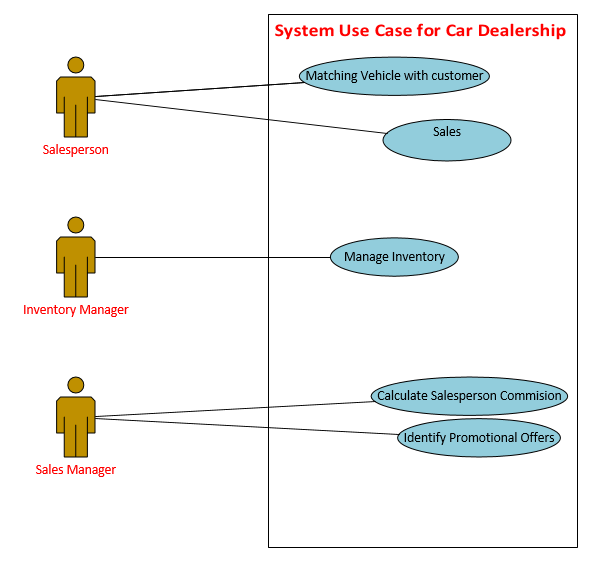 System Use Case for Car Dealership
Matching Vehicle with customer
Sales
Salesperson
Manage Inventory
Inventory Manager
Calculate Salesperson Commision
Identify Promotional Offers
Sales Manager